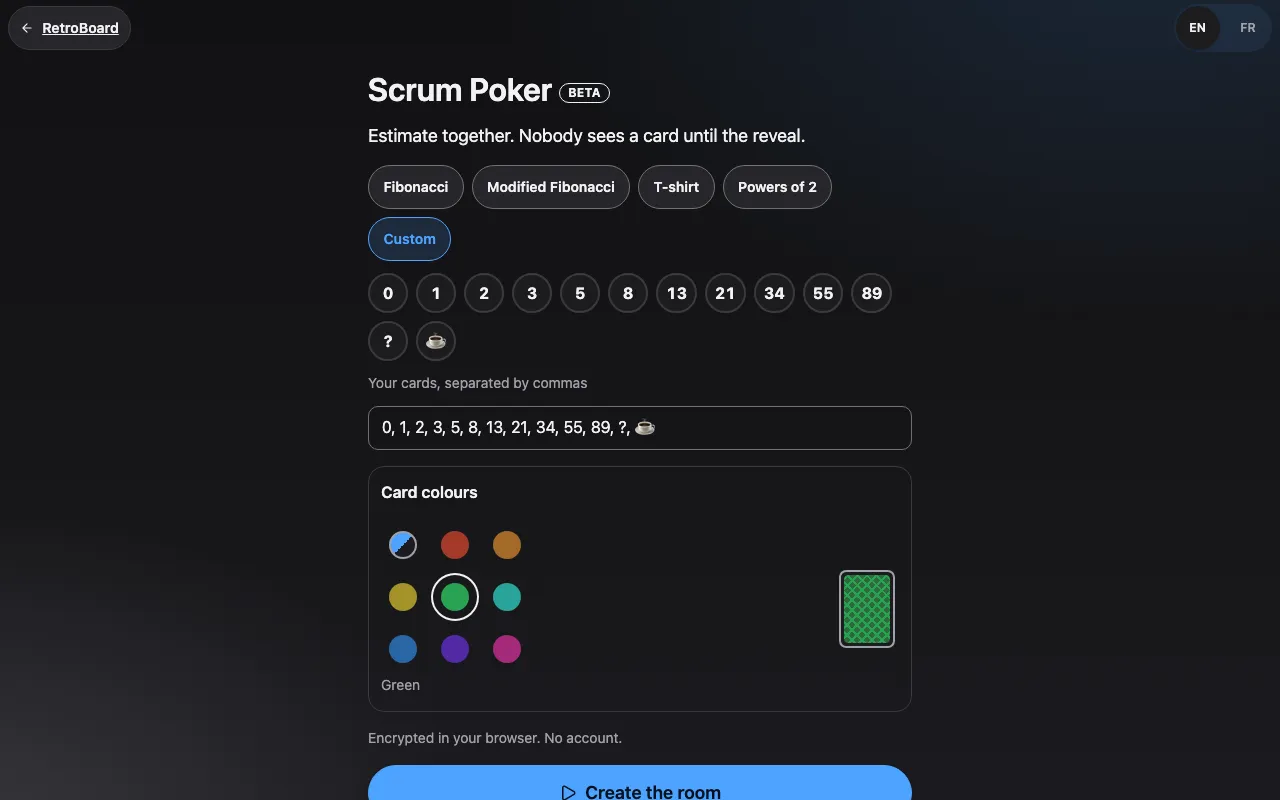 RetroBoard
EN FR
Scrum Poker BETA
Estimate together. Nobody sees a card until the reveal.
Fibonacci Modified Fibonacci T-shirt Powers of 2
Custom
0 1 2 3 5 8 13 21 34 55 89
? ☕
Your cards, separated by commas
0, 1, 2, 3, 5, 8, 13, 21, 34, 55, 89, ?, ☕
Card colours
Green
Encrypted in your browser. No account.
Create the room